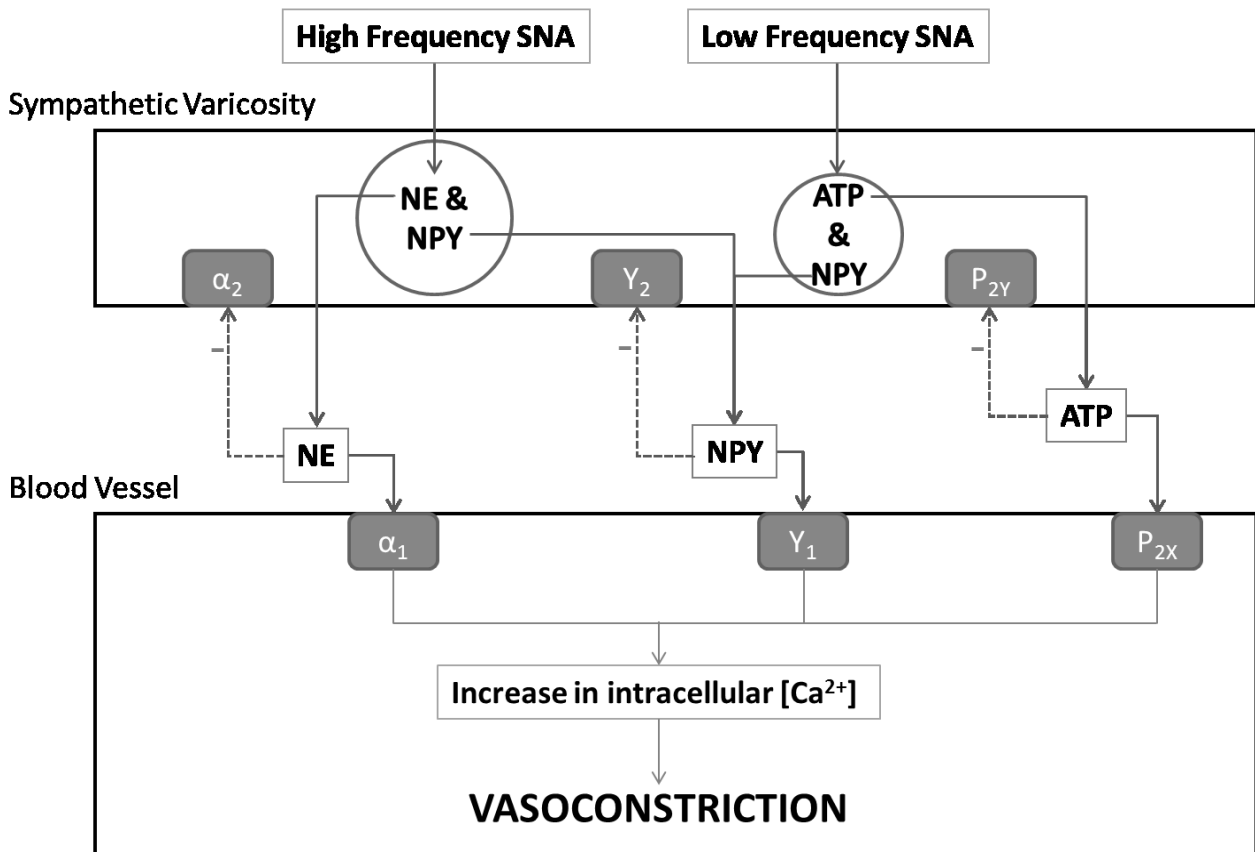 High Frequency SNA
Low Frequency SNA
Sympathetic Varicosity
NE &
NPY
ATP
&
NPY
α₂
Y₂
P₂Y
–
–
–
NE
NPY
ATP
Blood Vessel
α₁
Y₁
P₂X
Increase in intracellular [Ca²⁺]
VASOCONSTRICTION